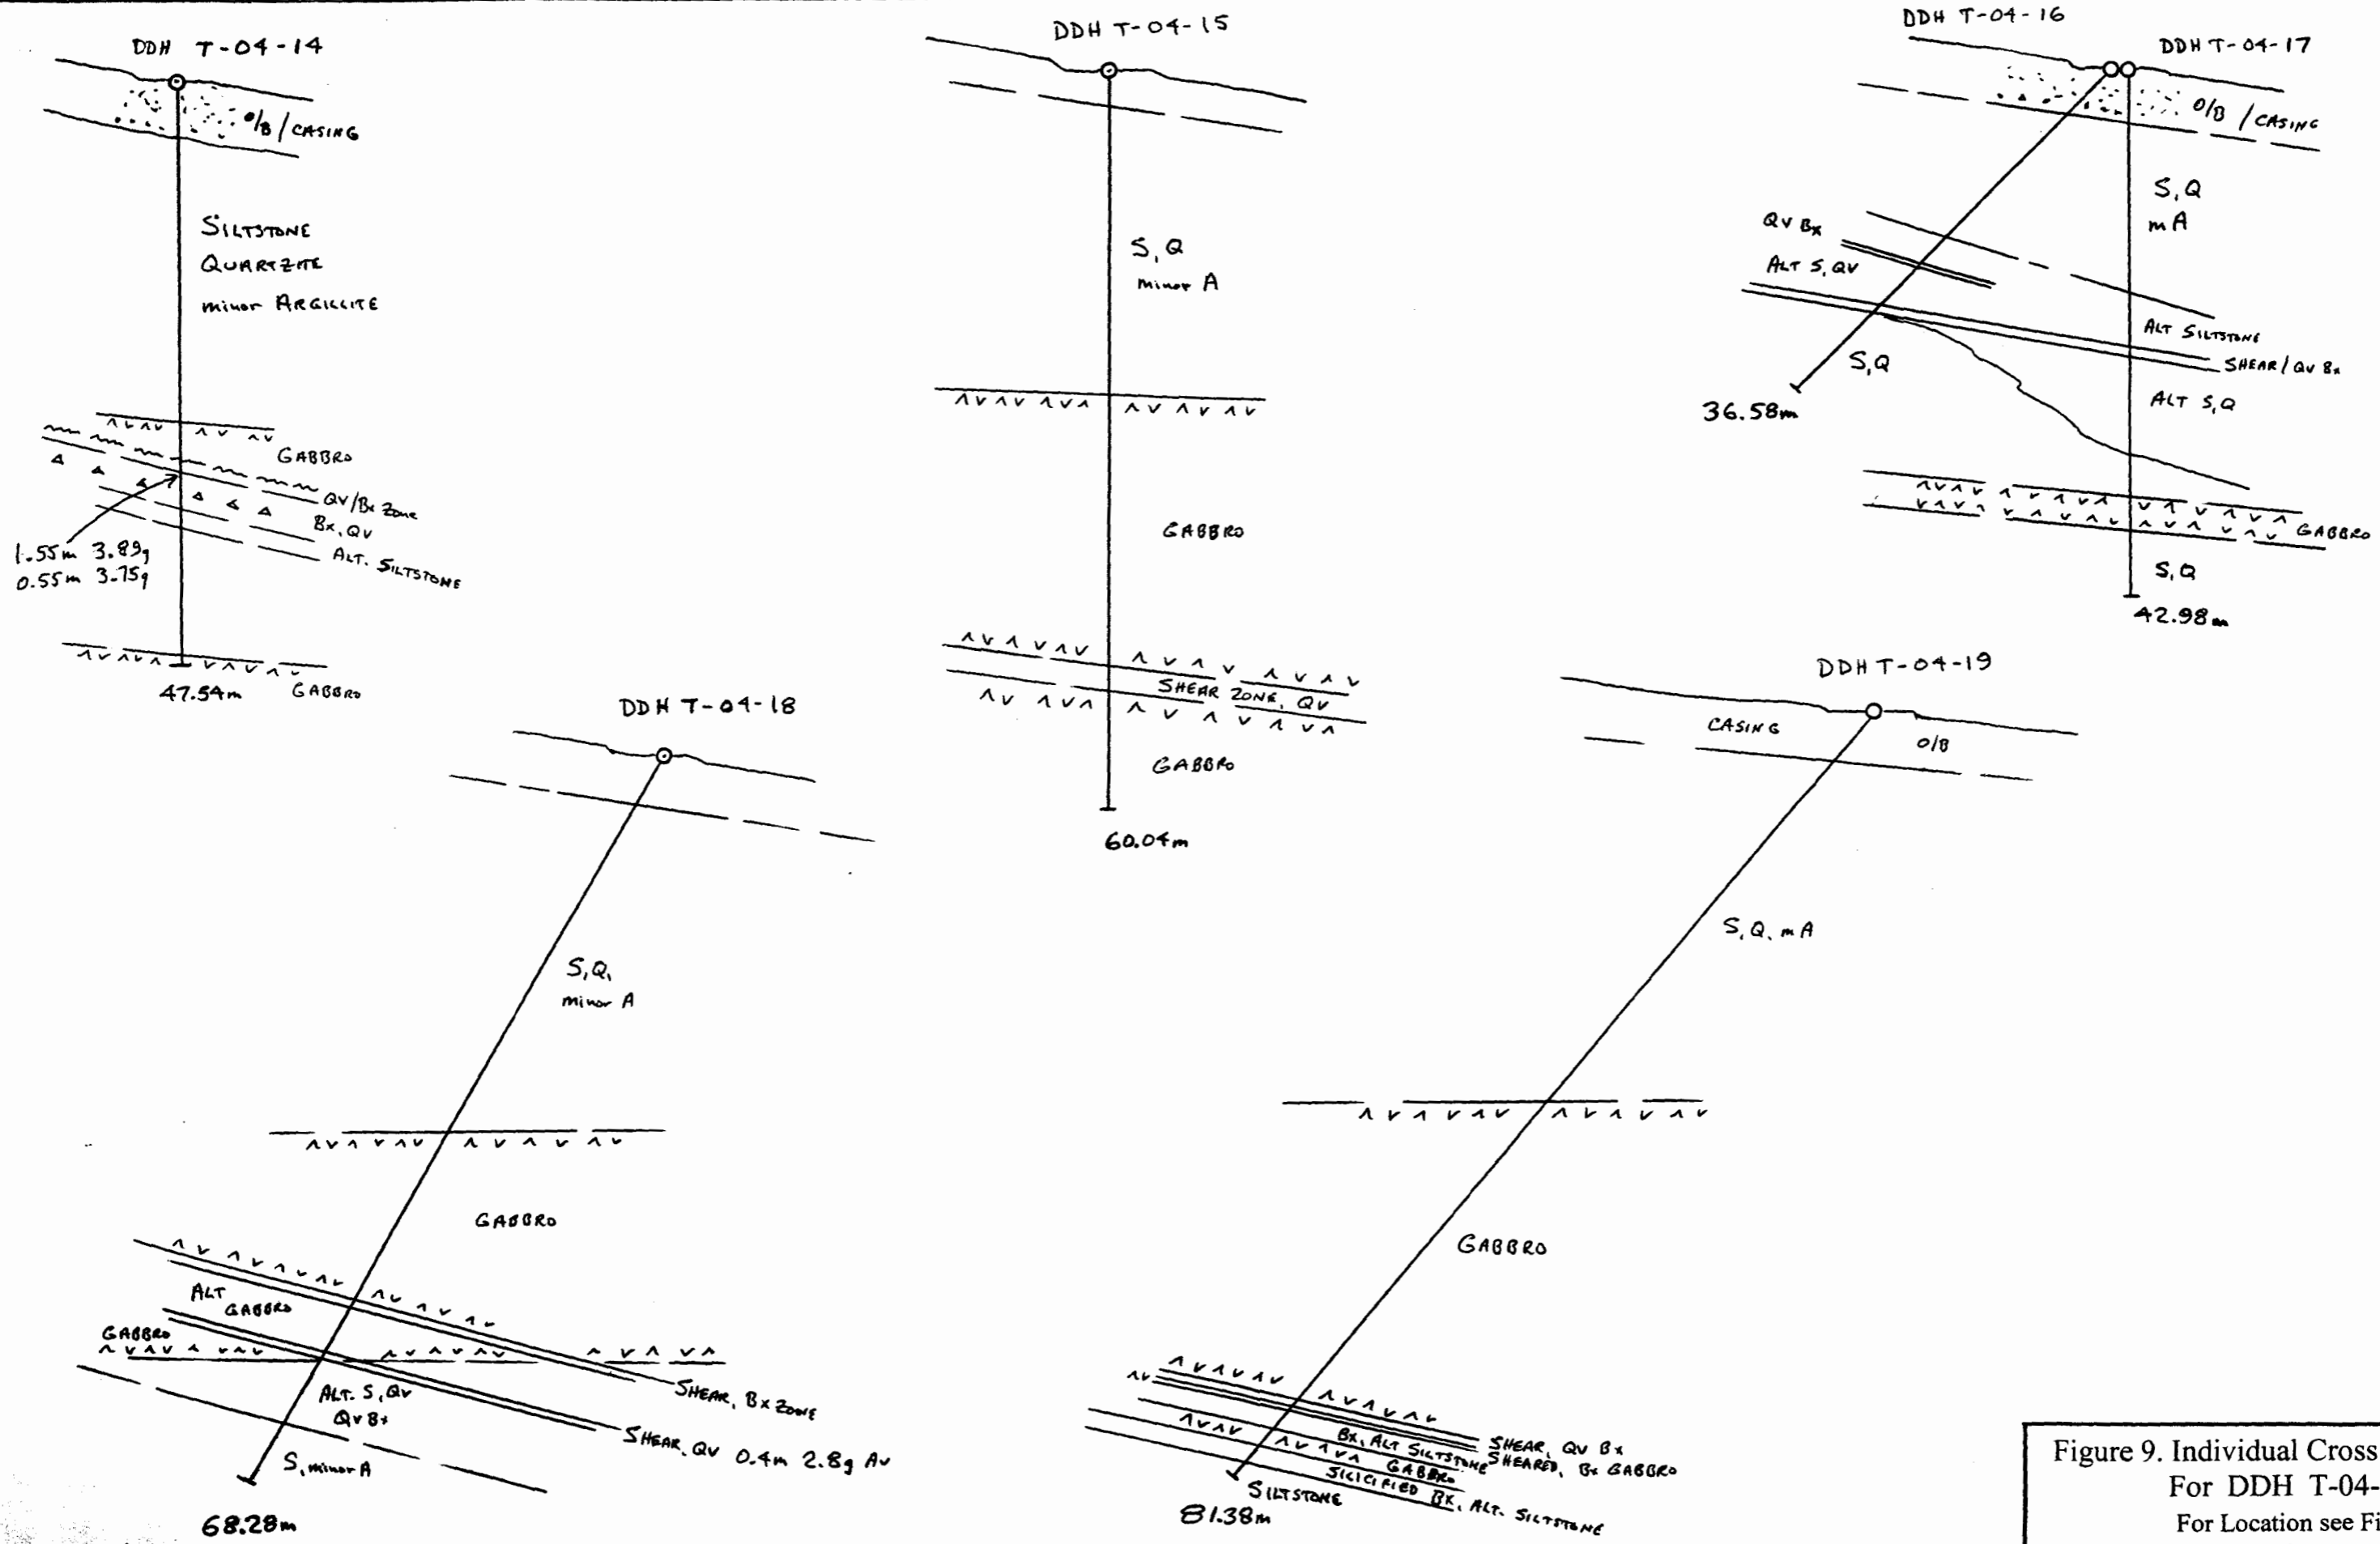 DDH T-04-14
O/B / CASING
SILTSTONE
QUARTZITE
minor ARGILLITE
GABBRO
QV/Bx Zone
Bx, QV
ALT. SILTSTONE
1.55m 3.89g
0.55m 3.75g
47.54m
GABBRO
DDH T-04-15
S, Q
minor A
GABBRO
SHEAR ZONE, QV
GABBRO
60.04m
DDH T-04-16
DDH T-04-17
O/B / CASING
S, Q
mA
QV Bx
ALT S, QV
ALT SILTSTONE
SHEAR / QV Bx
S, Q
ALT S, Q
36.58m
GABBRO
S, Q
42.98m
DDH T-04-18
S, Q,
minor A
GABBRO
ALT
GABBRO
GABBRO
SHEAR, Bx ZONE
ALT. S, QV
QV Bx
SHEAR, QV 0.4m 2.8g Au
S, minor A
68.28m
DDH T-04-19
CASING
O/B
S, Q, mA
GABBRO
SHEAR, QV Bx
SHEARED, Bx GABBRO
Bx, ALT SILTSTONE
GABBRO
SILICIFIED BX, ALT. SILTSTONE
SILTSTONE
81.38m
Figure 9. Individual Cross
For DDH T-04-
For Location see Fi